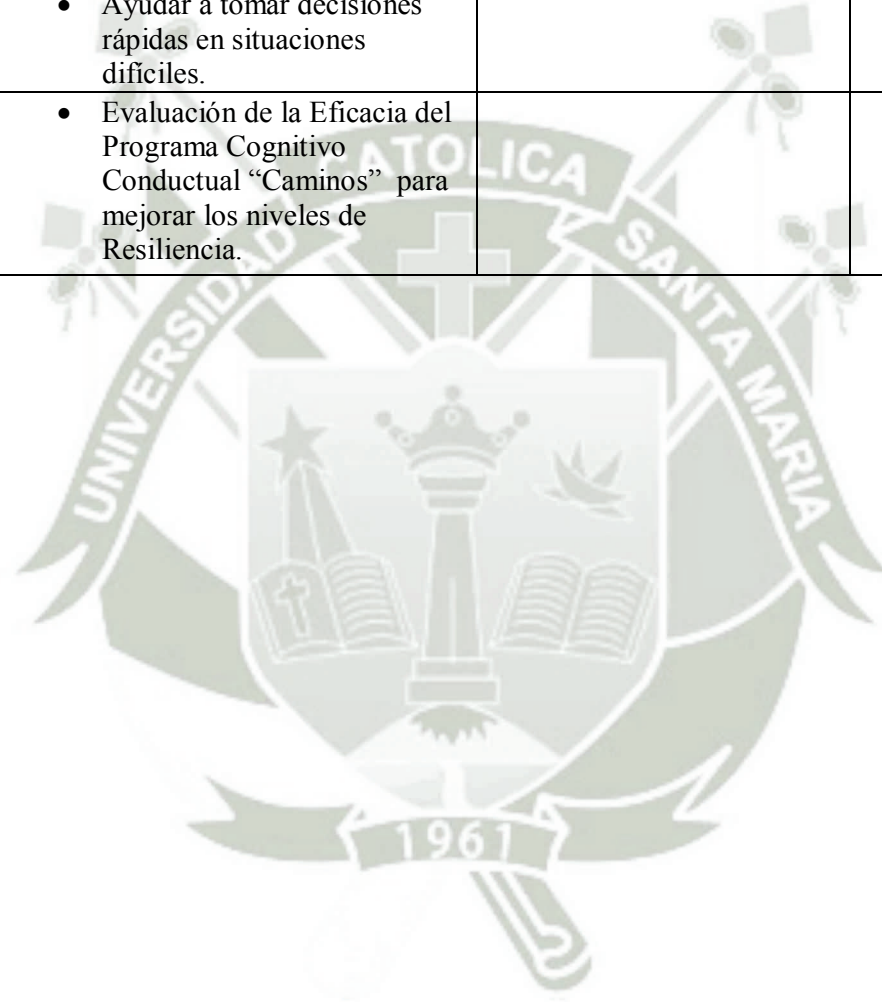 • Ayudar a tomar decisiones
rápidas en situaciones
difíciles.
• Evaluación de la Eficacia del
Programa Cognitivo
Conductual “Caminos” para
mejorar los niveles de
Resiliencia.
UNIVERSIDAD CATOLICA SANTA MARIA
1961